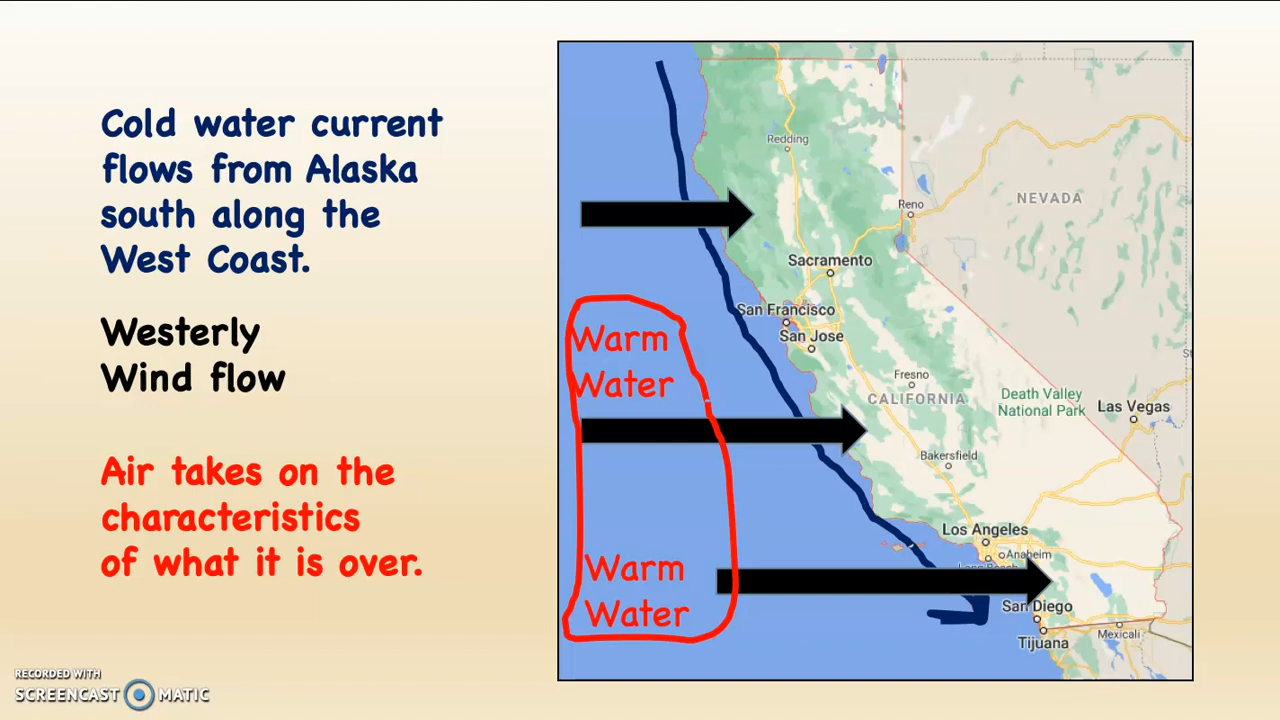 Cold water current
flows from Alaska
south along the
West Coast.
Westerly
Wind flow
Air takes on the
characteristics
of what it is over.
Redding
NEVADA
Reno
Sacramento
San Francisco
San Jose
Warm
Water
Fresno
CALIFORNIA
Death Valley
National Park
Las Vegas
Bakersfield
Los Angeles
Anaheim
Long Beach
Warm
Water
San Diego
Tijuana
Mexicali
RECORDED WITH
SCREENCAST MATIC